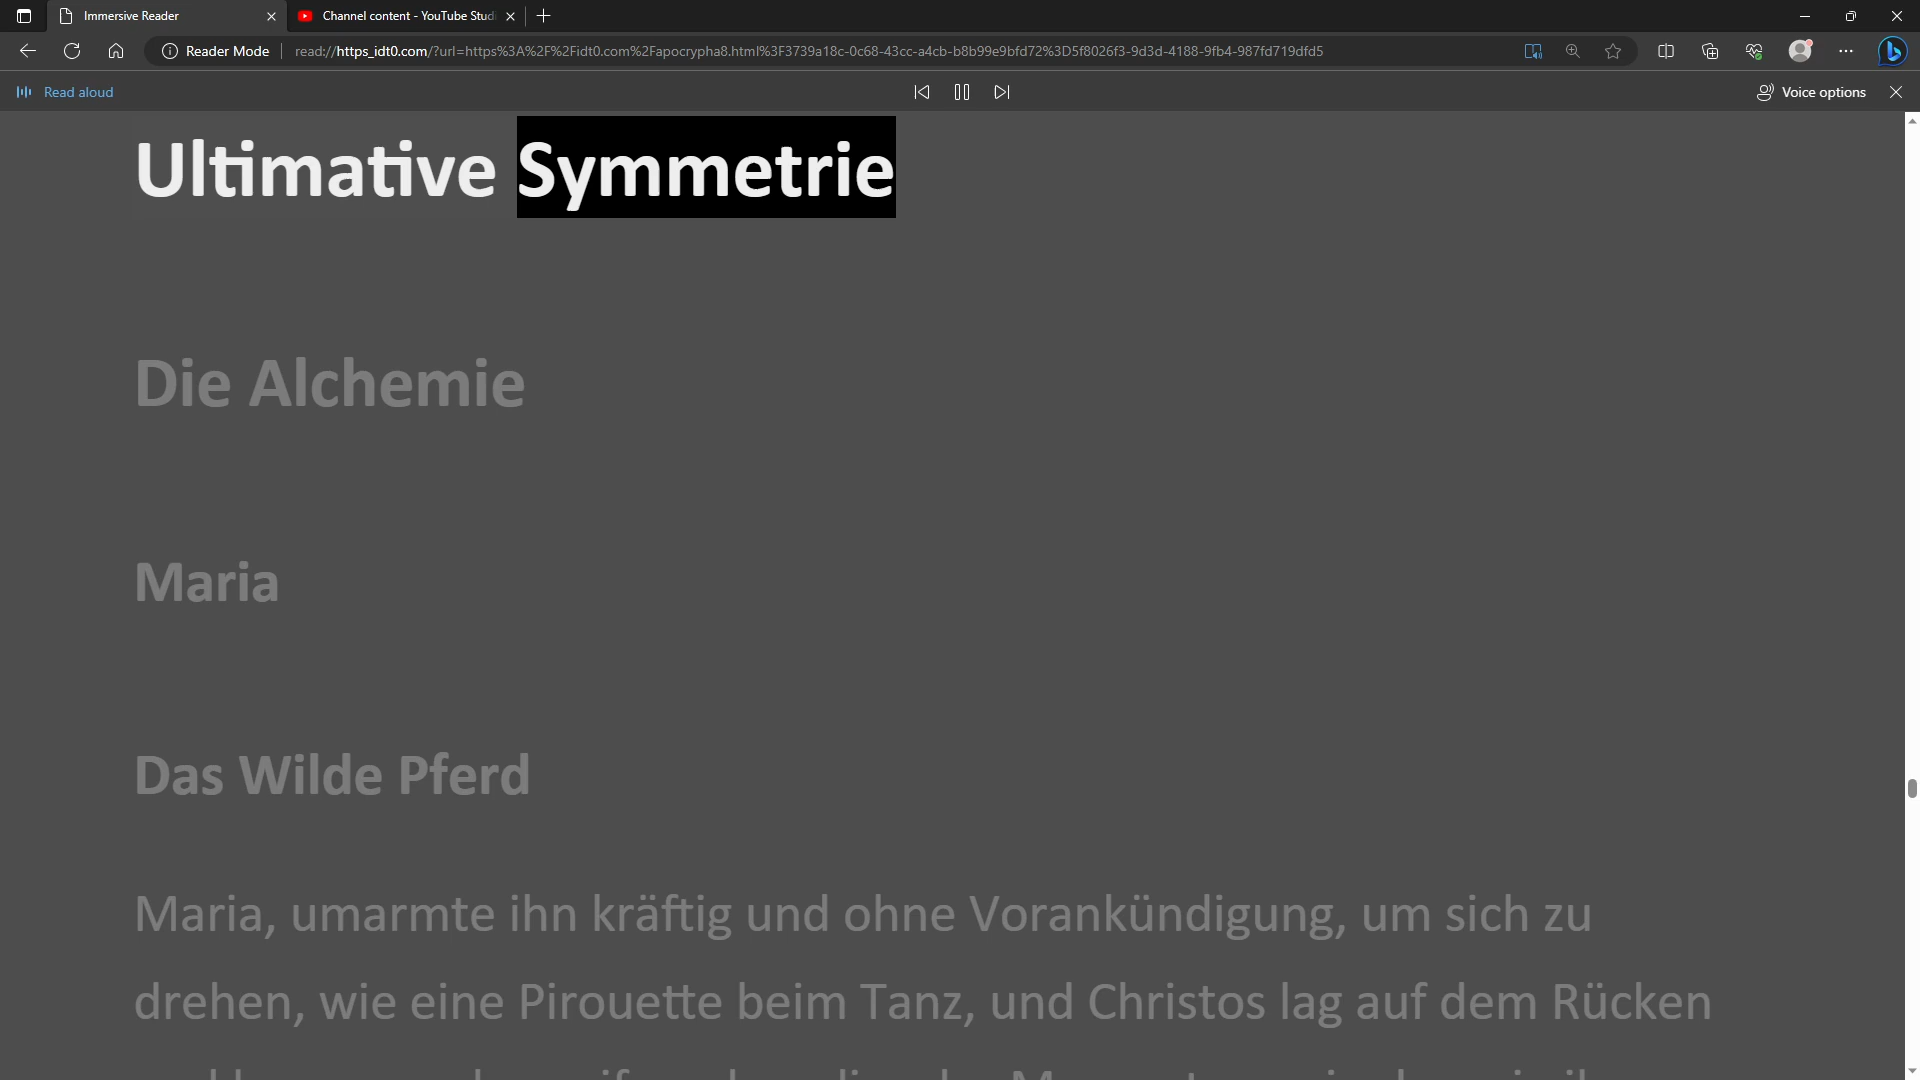 Immersive Reader
Channel content - YouTube Studi
Reader Mode
read://https_idt0.com/?url=https%3A%2F%2Fidt0.com%2Fapocrypha8.html%3F3739a18c-0c68-43cc-a4cb-b8b99e9bfd72%3D5f8026f3-9d3d-4188-9fb4-987fd719dfd5
Read aloud
Voice options
Ultimative Symmetrie
Die Alchemie
Maria
Das Wilde Pferd
Maria, umarmte ihn kräftig und ohne Vorankündigung, um sich zu
drehen, wie eine Pirouette beim Tanz, und Christos lag auf dem Rücken